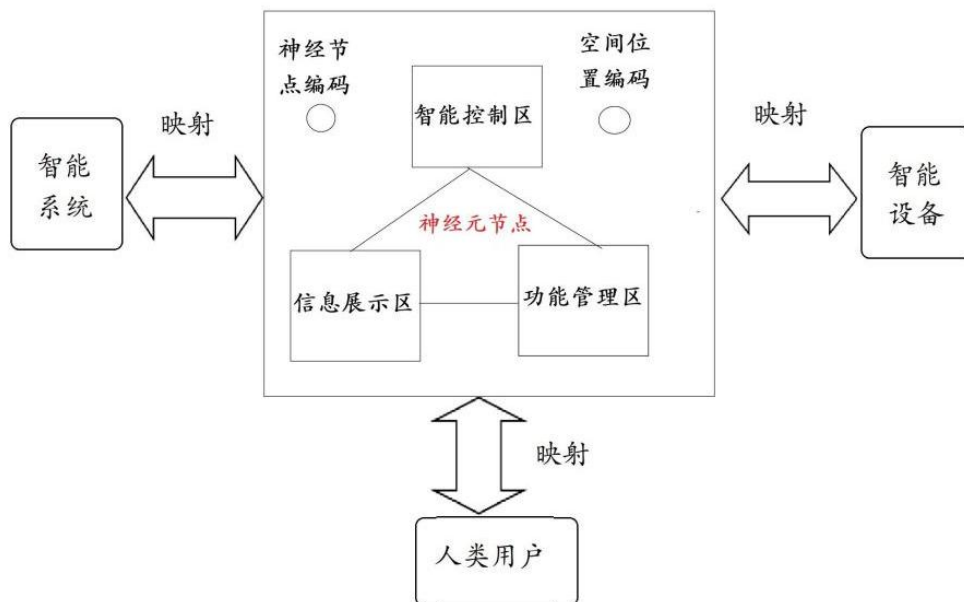 神经节
点编码
空间位
置编码
智能控制区
映射
映射
智能
系统
智能
设备
神经元节点
信息展示区
功能管理区
映射
人类用户